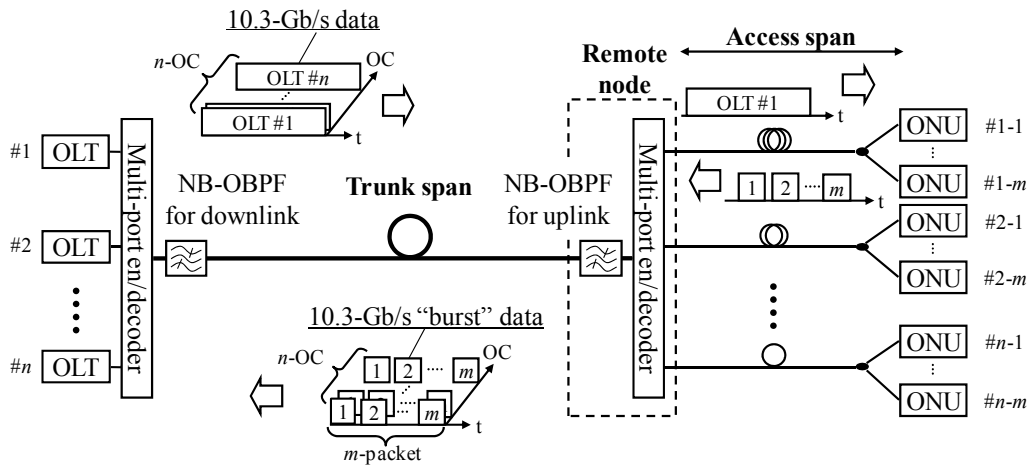 10.3-Gb/s data
n-OC
OC
OLT #n
OLT #1
t
Remote
node
Access span
OLT #1
t
#1
OLT
#2
OLT
#n
OLT
Multi-port en/decoder
NB-OBPF
for downlink
Trunk span
NB-OBPF
for uplink
Multi-port en/decoder
1
2
m
t
ONU
#1-1
ONU
#1-m
ONU
#2-1
ONU
#2-m
ONU
#n-1
ONU
#n-m
10.3-Gb/s “burst” data
n-OC
OC
1
2
m
1
2
m
t
m-packet